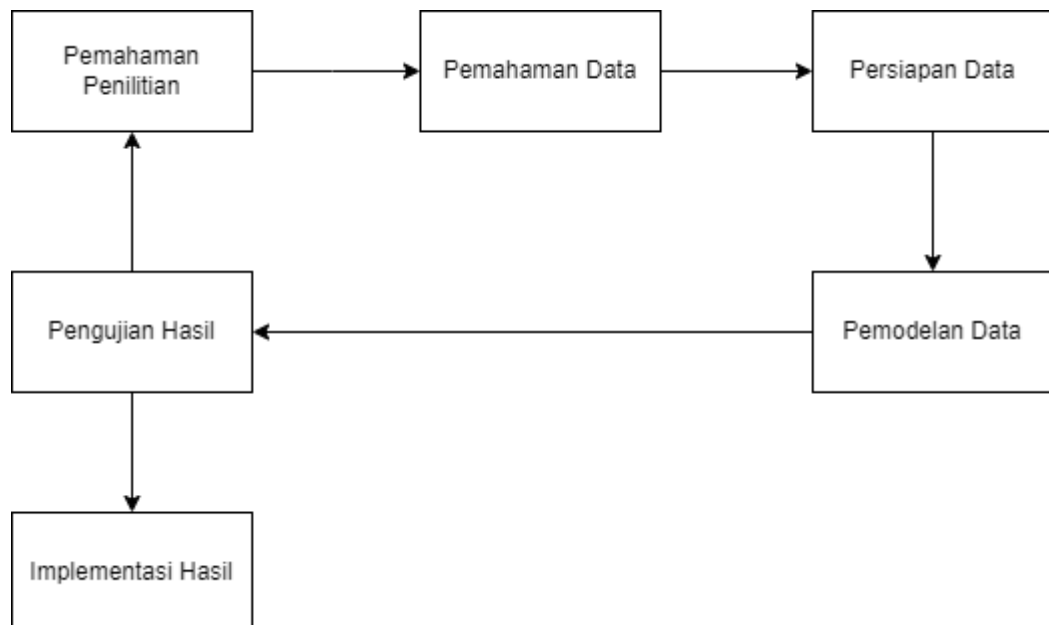 Pemahaman
Penilitian
Pemahaman Data
Persiapan Data
Pengujian Hasil
Pemodelan Data
Implementasi Hasil